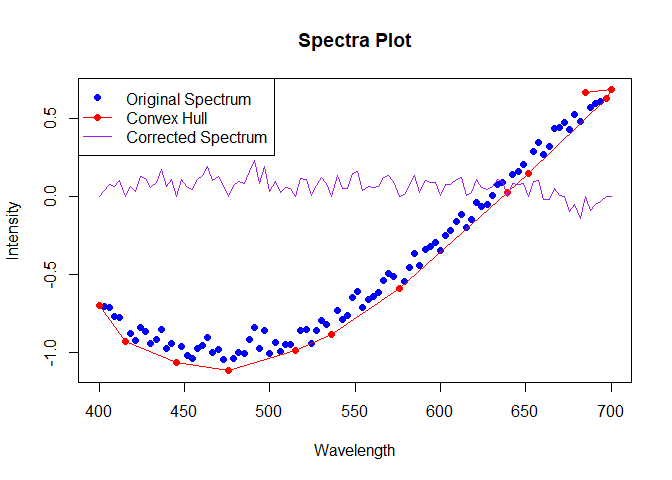 Spectra Plot
Original Spectrum
Convex Hull
Corrected Spectrum
Intensity
0.5
0.0
-0.5
-1.0
400 450 500 550 600 650 700
Wavelength